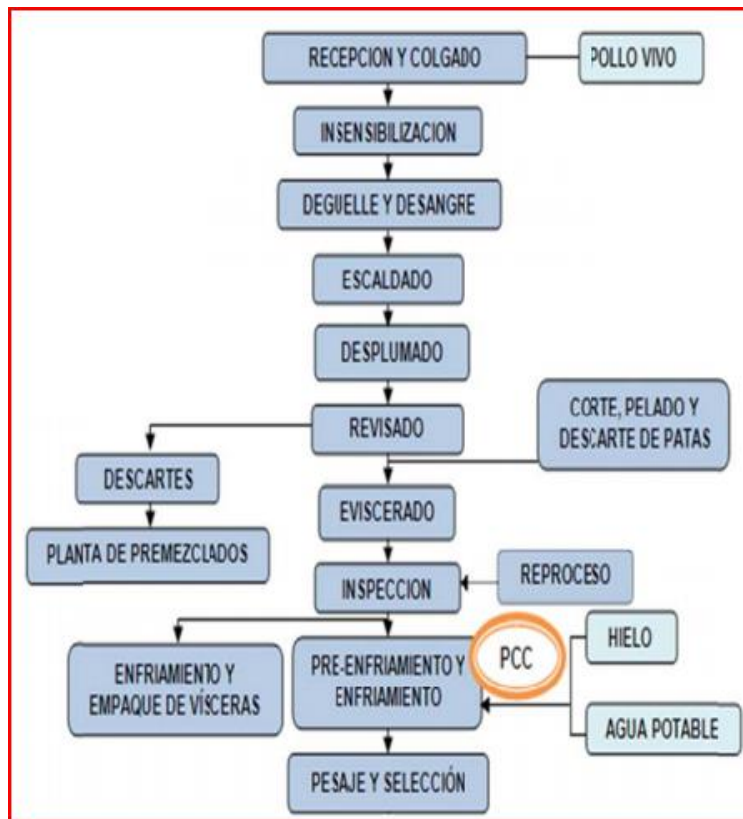 RECEPCION Y COLGADO
POLLO VIVO
INSENSIBILIZACION
DEGUELLE Y DESANGRE
ESCALDADO
DESPLUMADO
REVISADO
CORTE, PELADO Y
DESCARTE DE PATAS
DESCARTES
EVISCERADO
PLANTA DE PREMEZCLADOS
INSPECCION
REPROCESO
ENFRIAMIENTO Y
EMPAQUE DE VÍSCERAS
PRE-ENFRIAMIENTO Y
ENFRIAMIENTO
PCC
HIELO
AGUA POTABLE
PESAJE Y SELECCIÓN